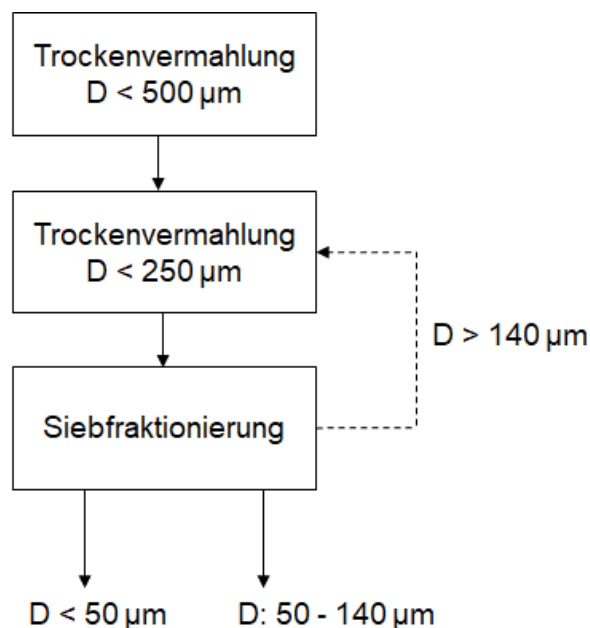 Trockenvermahlung
D < 500 µm
Trockenvermahlung
D < 250 µm
D > 140 µm
Siebfraktionierung
D < 50 µm
D: 50 - 140 µm